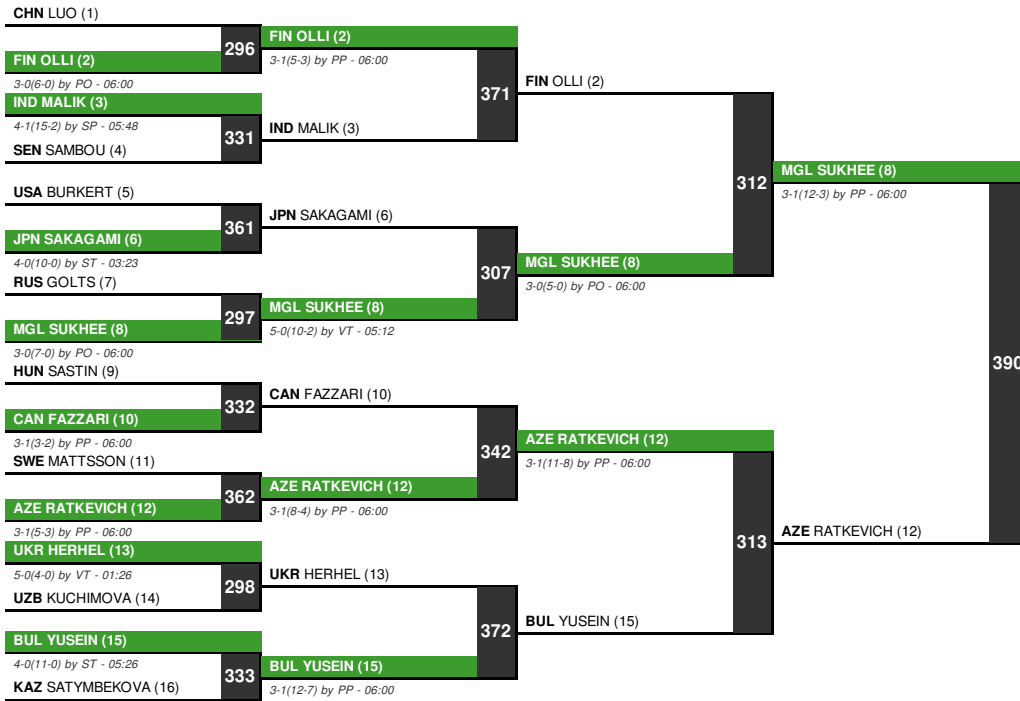 CHN LUO (1)
FIN OLLI (2)
3-0(6-0) by PO - 06:00
296
IND MALIK (3)
4-1(15-2) by SP - 05:48
SEN SAMBOU (4)
331
USA BURKERT (5)
JPN SAKAGAMI (6)
4-0(10-0) by ST - 03:23
361
RUS GOLTS (7)
MGL SUKHEE (8)
3-0(7-0) by PO - 06:00
297
HUN SASTIN (9)
CAN FAZZARI (10)
3-1(3-2) by PP - 06:00
332
SWE MATTSSON (11)
AZE RATKEVICH (12)
3-1(5-3) by PP - 06:00
362
UKR HERHEL (13)
5-0(4-0) by VT - 01:26
UZB KUCHIMOVA (14)
298
BUL YUSEIN (15)
4-0(11-0) by ST - 05:26
KAZ SATYMBEKOVA (16)
333
FIN OLLI (2)
3-1(5-3) by PP - 06:00
IND MALIK (3)
371
JPN SAKAGAMI (6)
MGL SUKHEE (8)
5-0(10-2) by VT - 05:12
307
CAN FAZZARI (10)
AZE RATKEVICH (12)
3-1(8-4) by PP - 06:00
342
UKR HERHEL (13)
BUL YUSEIN (15)
3-1(12-7) by PP - 06:00
372
FIN OLLI (2)
MGL SUKHEE (8)
3-0(5-0) by PO - 06:00
312
AZE RATKEVICH (12)
3-1(11-8) by PP - 06:00
BUL YUSEIN (15)
313
MGL SUKHEE (8)
3-1(12-3) by PP - 06:00
AZE RATKEVICH (12)
390